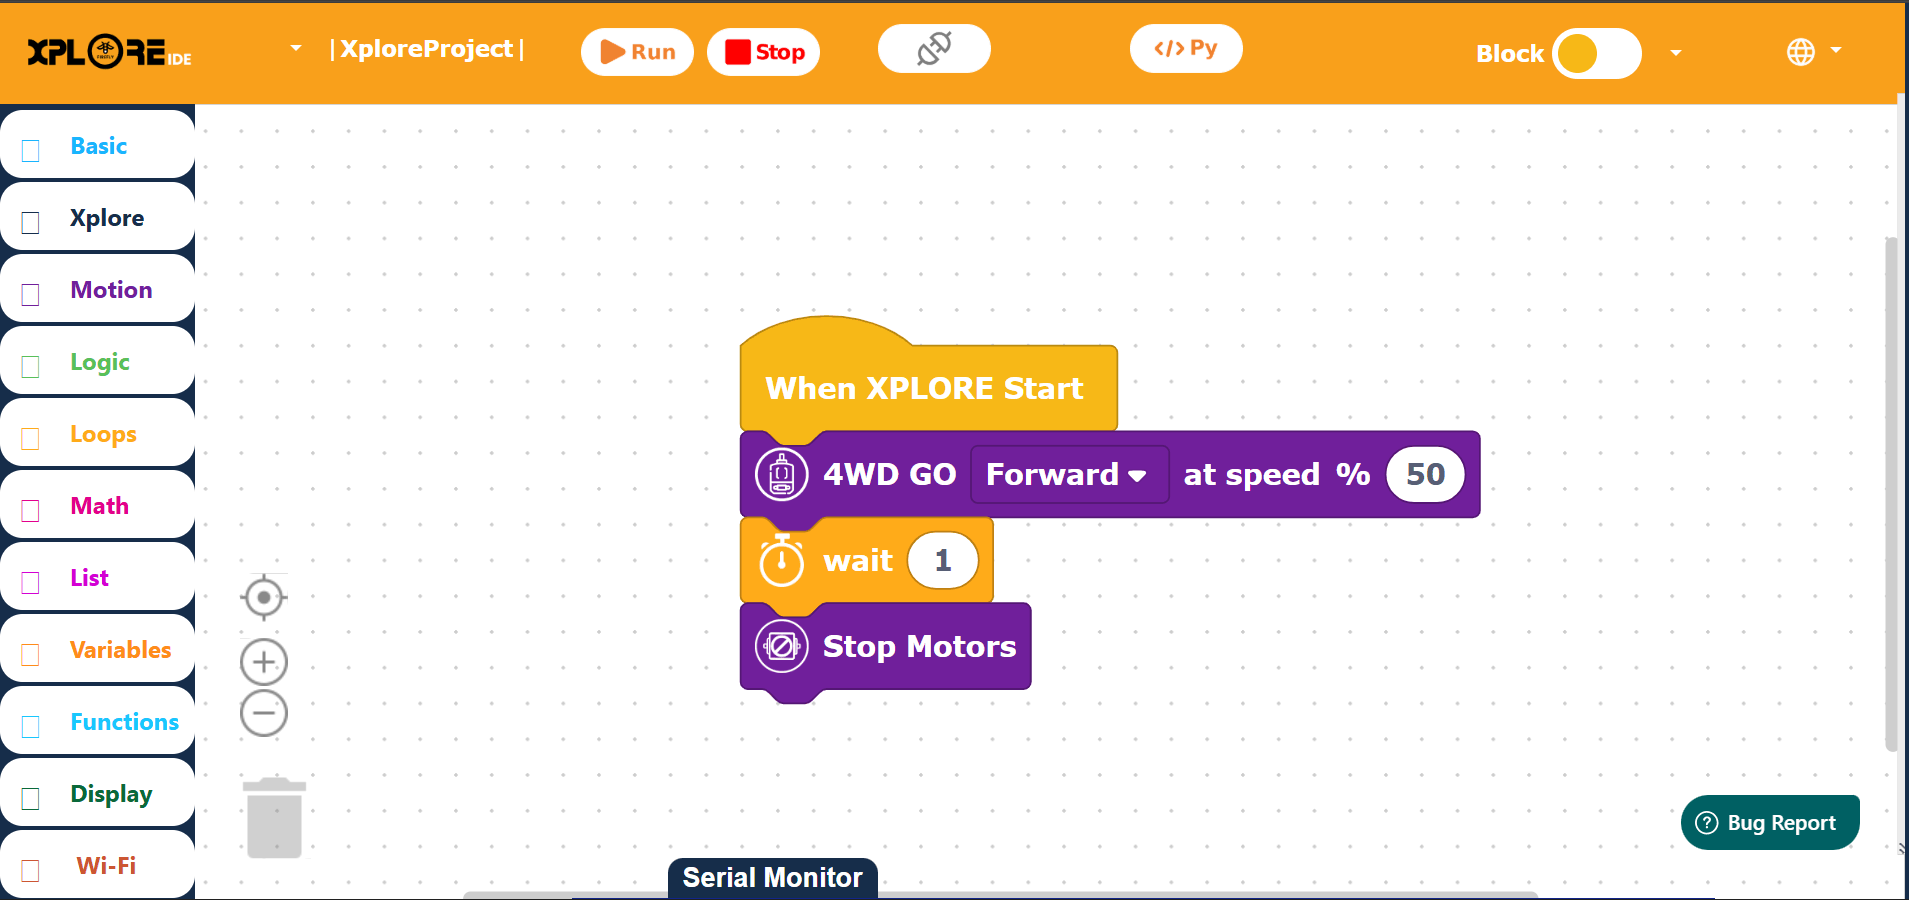 XPLORE IDE
|XploreProject|
Run
Stop
</> Py
Block
Basic
Xplore
Motion
Logic
Loops
Math
List
Variables
Functions
Display
Wi-Fi
When XPLORE Start
4WD GO Forward at speed % 50
wait 1
Stop Motors
? Bug Report
Serial Monitor